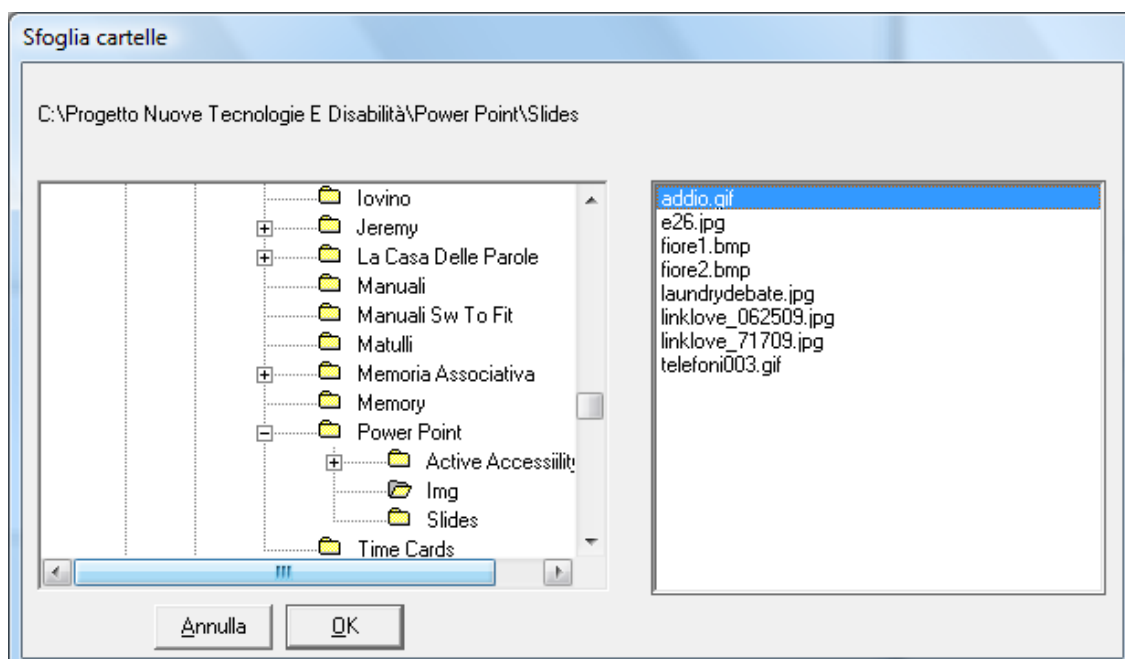 Sfoglia cartelle
C:\Progetto Nuove Tecnologie E Disabilità\Power Point\Slides
Iovino
Jeremy
La Casa Delle Parole
Manuali
Manuali Sw To Fit
Matulli
Memoria Associativa
Memory
Power Point
Active Accessiility
Img
Slides
Time Cards
addio.gif
e26.jpg
fiore1.bmp
fiore2.bmp
laundrydebate.jpg
linklove_062509.jpg
linklove_71709.jpg
telefoni003.gif
Annulla
OK